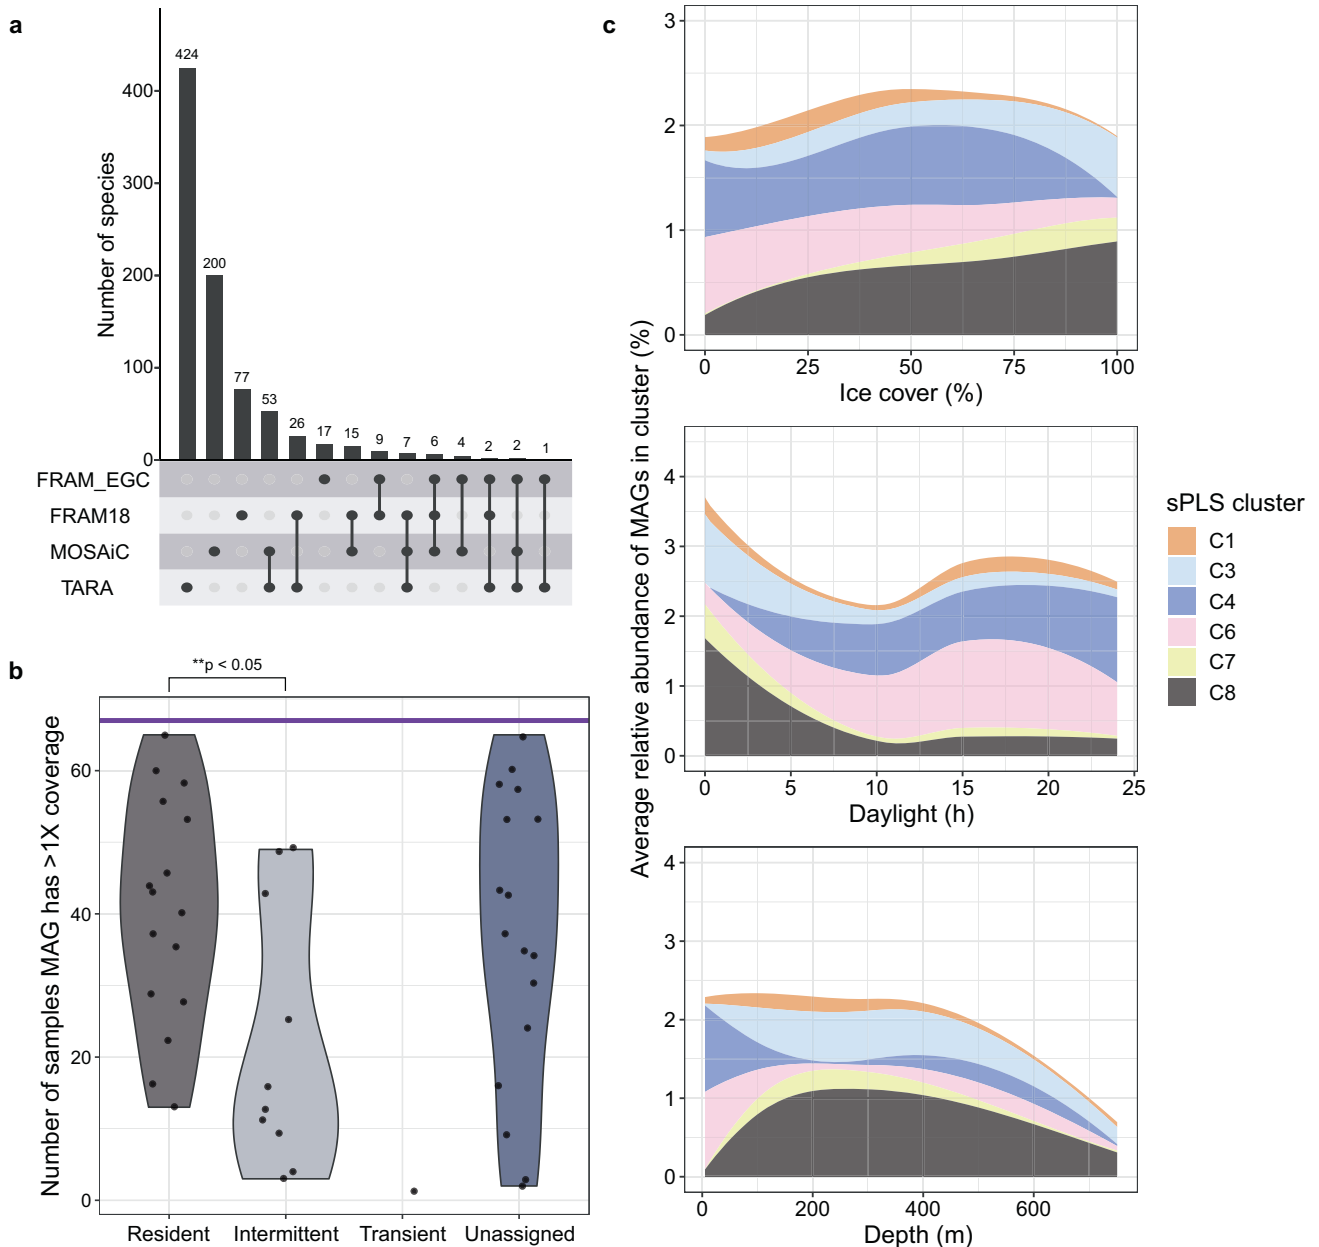 a
424
400
300
200
100
0
Number of species
200
77
53
26
17
15
9
7
6
4
2
2
1
FRAM_EGC
FRAM18
MOSAiC
TARA
b
**p < 0.05
Number of samples MAG has >1X coverage
60
40
20
0
Resident
Intermittent
Transient
Unassigned
c
Average relative abundance of MAGs in cluster (%)
3
2
1
0
0
25
50
75
100
Ice cover (%)
4
3
2
1
0
0
5
10
15
20
25
Daylight (h)
4
3
2
1
0
0
200
400
600
Depth (m)
sPLS cluster
C1
C3
C4
C6
C7
C8